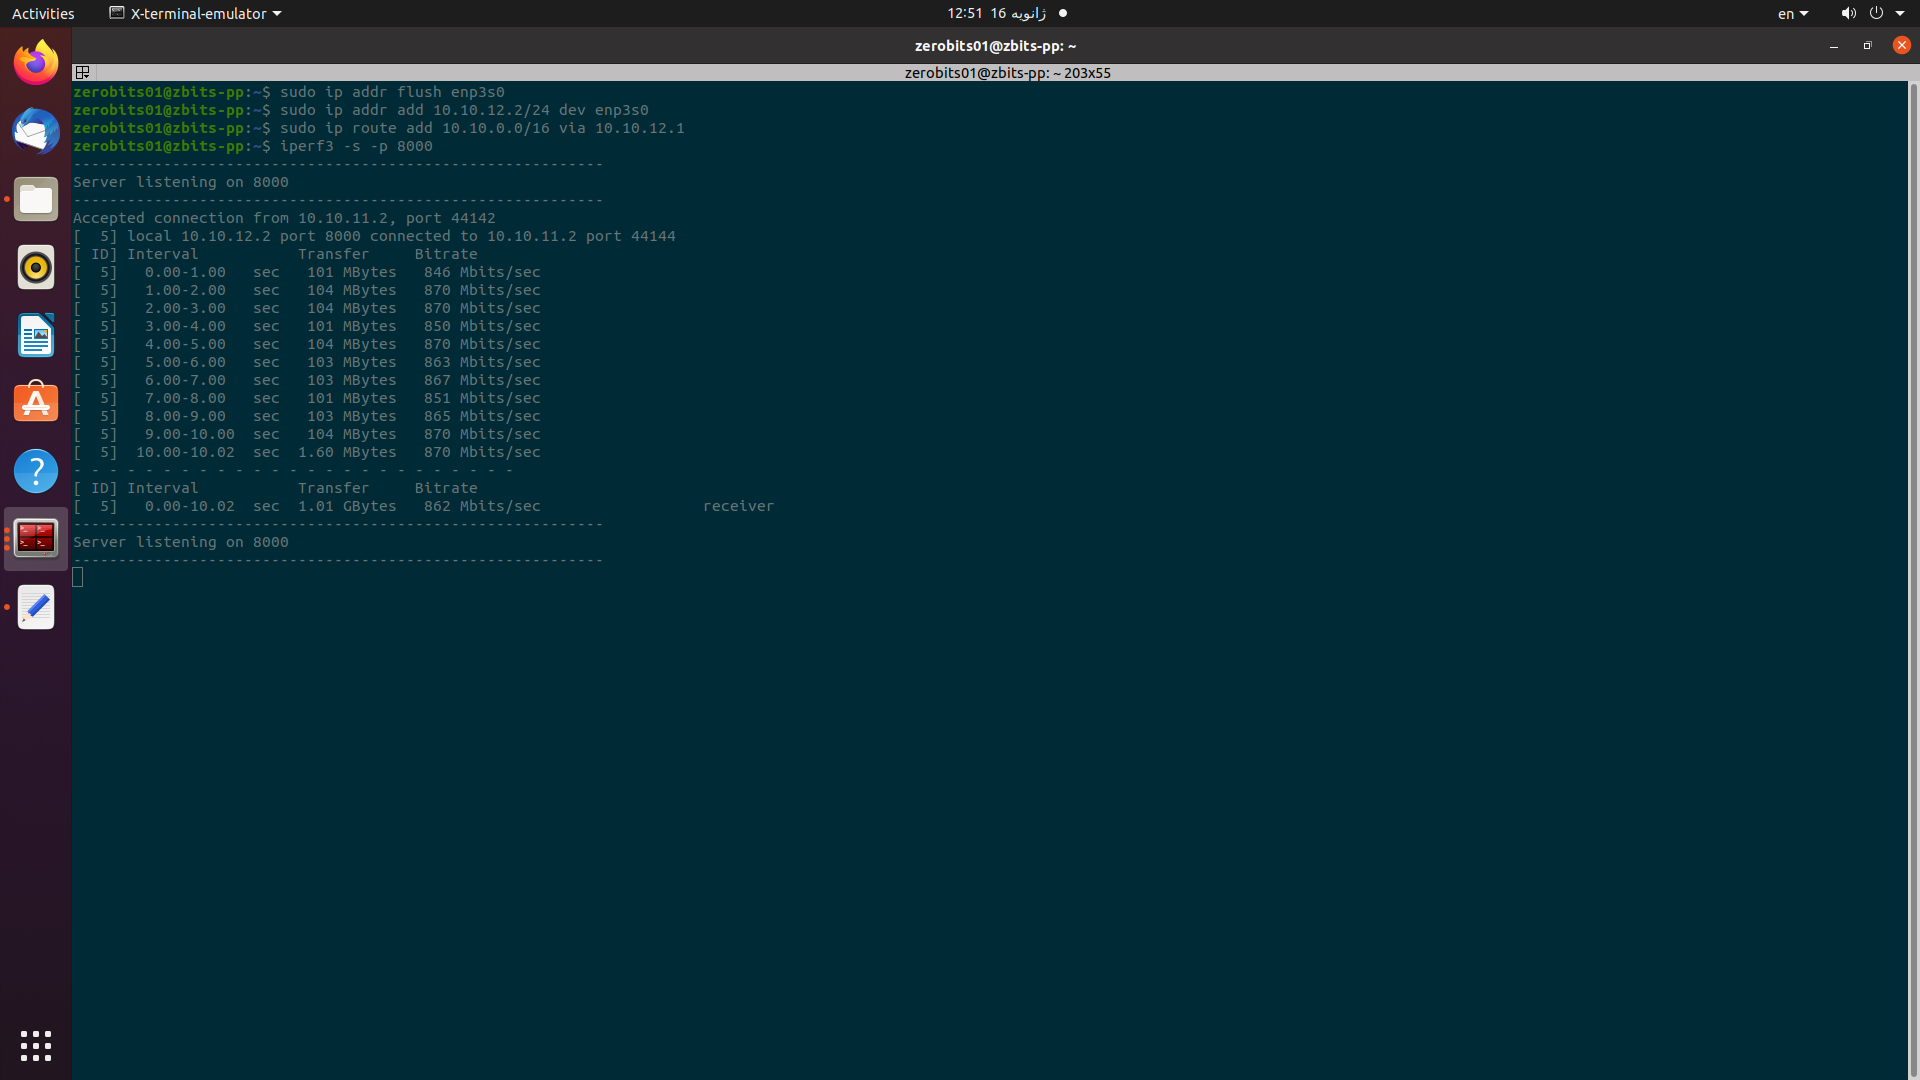 Activities X-terminal-emulator 12:51 16 ژانویه en
zerobits01@zbits-pp: ~
zerobits01@zbits-pp: ~ 203x55
zerobits01@zbits-pp:~$ sudo ip addr flush enp3s0
zerobits01@zbits-pp:~$ sudo ip addr add 10.10.12.2/24 dev enp3s0
zerobits01@zbits-pp:~$ sudo ip route add 10.10.0.0/16 via 10.10.12.1
zerobits01@zbits-pp:~$ iperf3 -s -p 8000
-----------------------------------------------------------
Server listening on 8000
-----------------------------------------------------------
Accepted connection from 10.10.11.2, port 44142
[  5] local 10.10.12.2 port 8000 connected to 10.10.11.2 port 44144
[ ID] Interval           Transfer     Bitrate
[  5]   0.00-1.00   sec   101 MBytes   846 Mbits/sec
[  5]   1.00-2.00   sec   104 MBytes   870 Mbits/sec
[  5]   2.00-3.00   sec   104 MBytes   870 Mbits/sec
[  5]   3.00-4.00   sec   101 MBytes   850 Mbits/sec
[  5]   4.00-5.00   sec   104 MBytes   870 Mbits/sec
[  5]   5.00-6.00   sec   103 MBytes   863 Mbits/sec
[  5]   6.00-7.00   sec   103 MBytes   867 Mbits/sec
[  5]   7.00-8.00   sec   101 MBytes   851 Mbits/sec
[  5]   8.00-9.00   sec   103 MBytes   865 Mbits/sec
[  5]   9.00-10.00  sec   104 MBytes   870 Mbits/sec
[  5]  10.00-10.02  sec  1.60 MBytes   870 Mbits/sec
- - - - - - - - - - - - - - - - - - - - - - - - -
[ ID] Interval           Transfer     Bitrate
[  5]   0.00-10.02  sec  1.01 GBytes   862 Mbits/sec                  receiver
-----------------------------------------------------------
Server listening on 8000
-----------------------------------------------------------